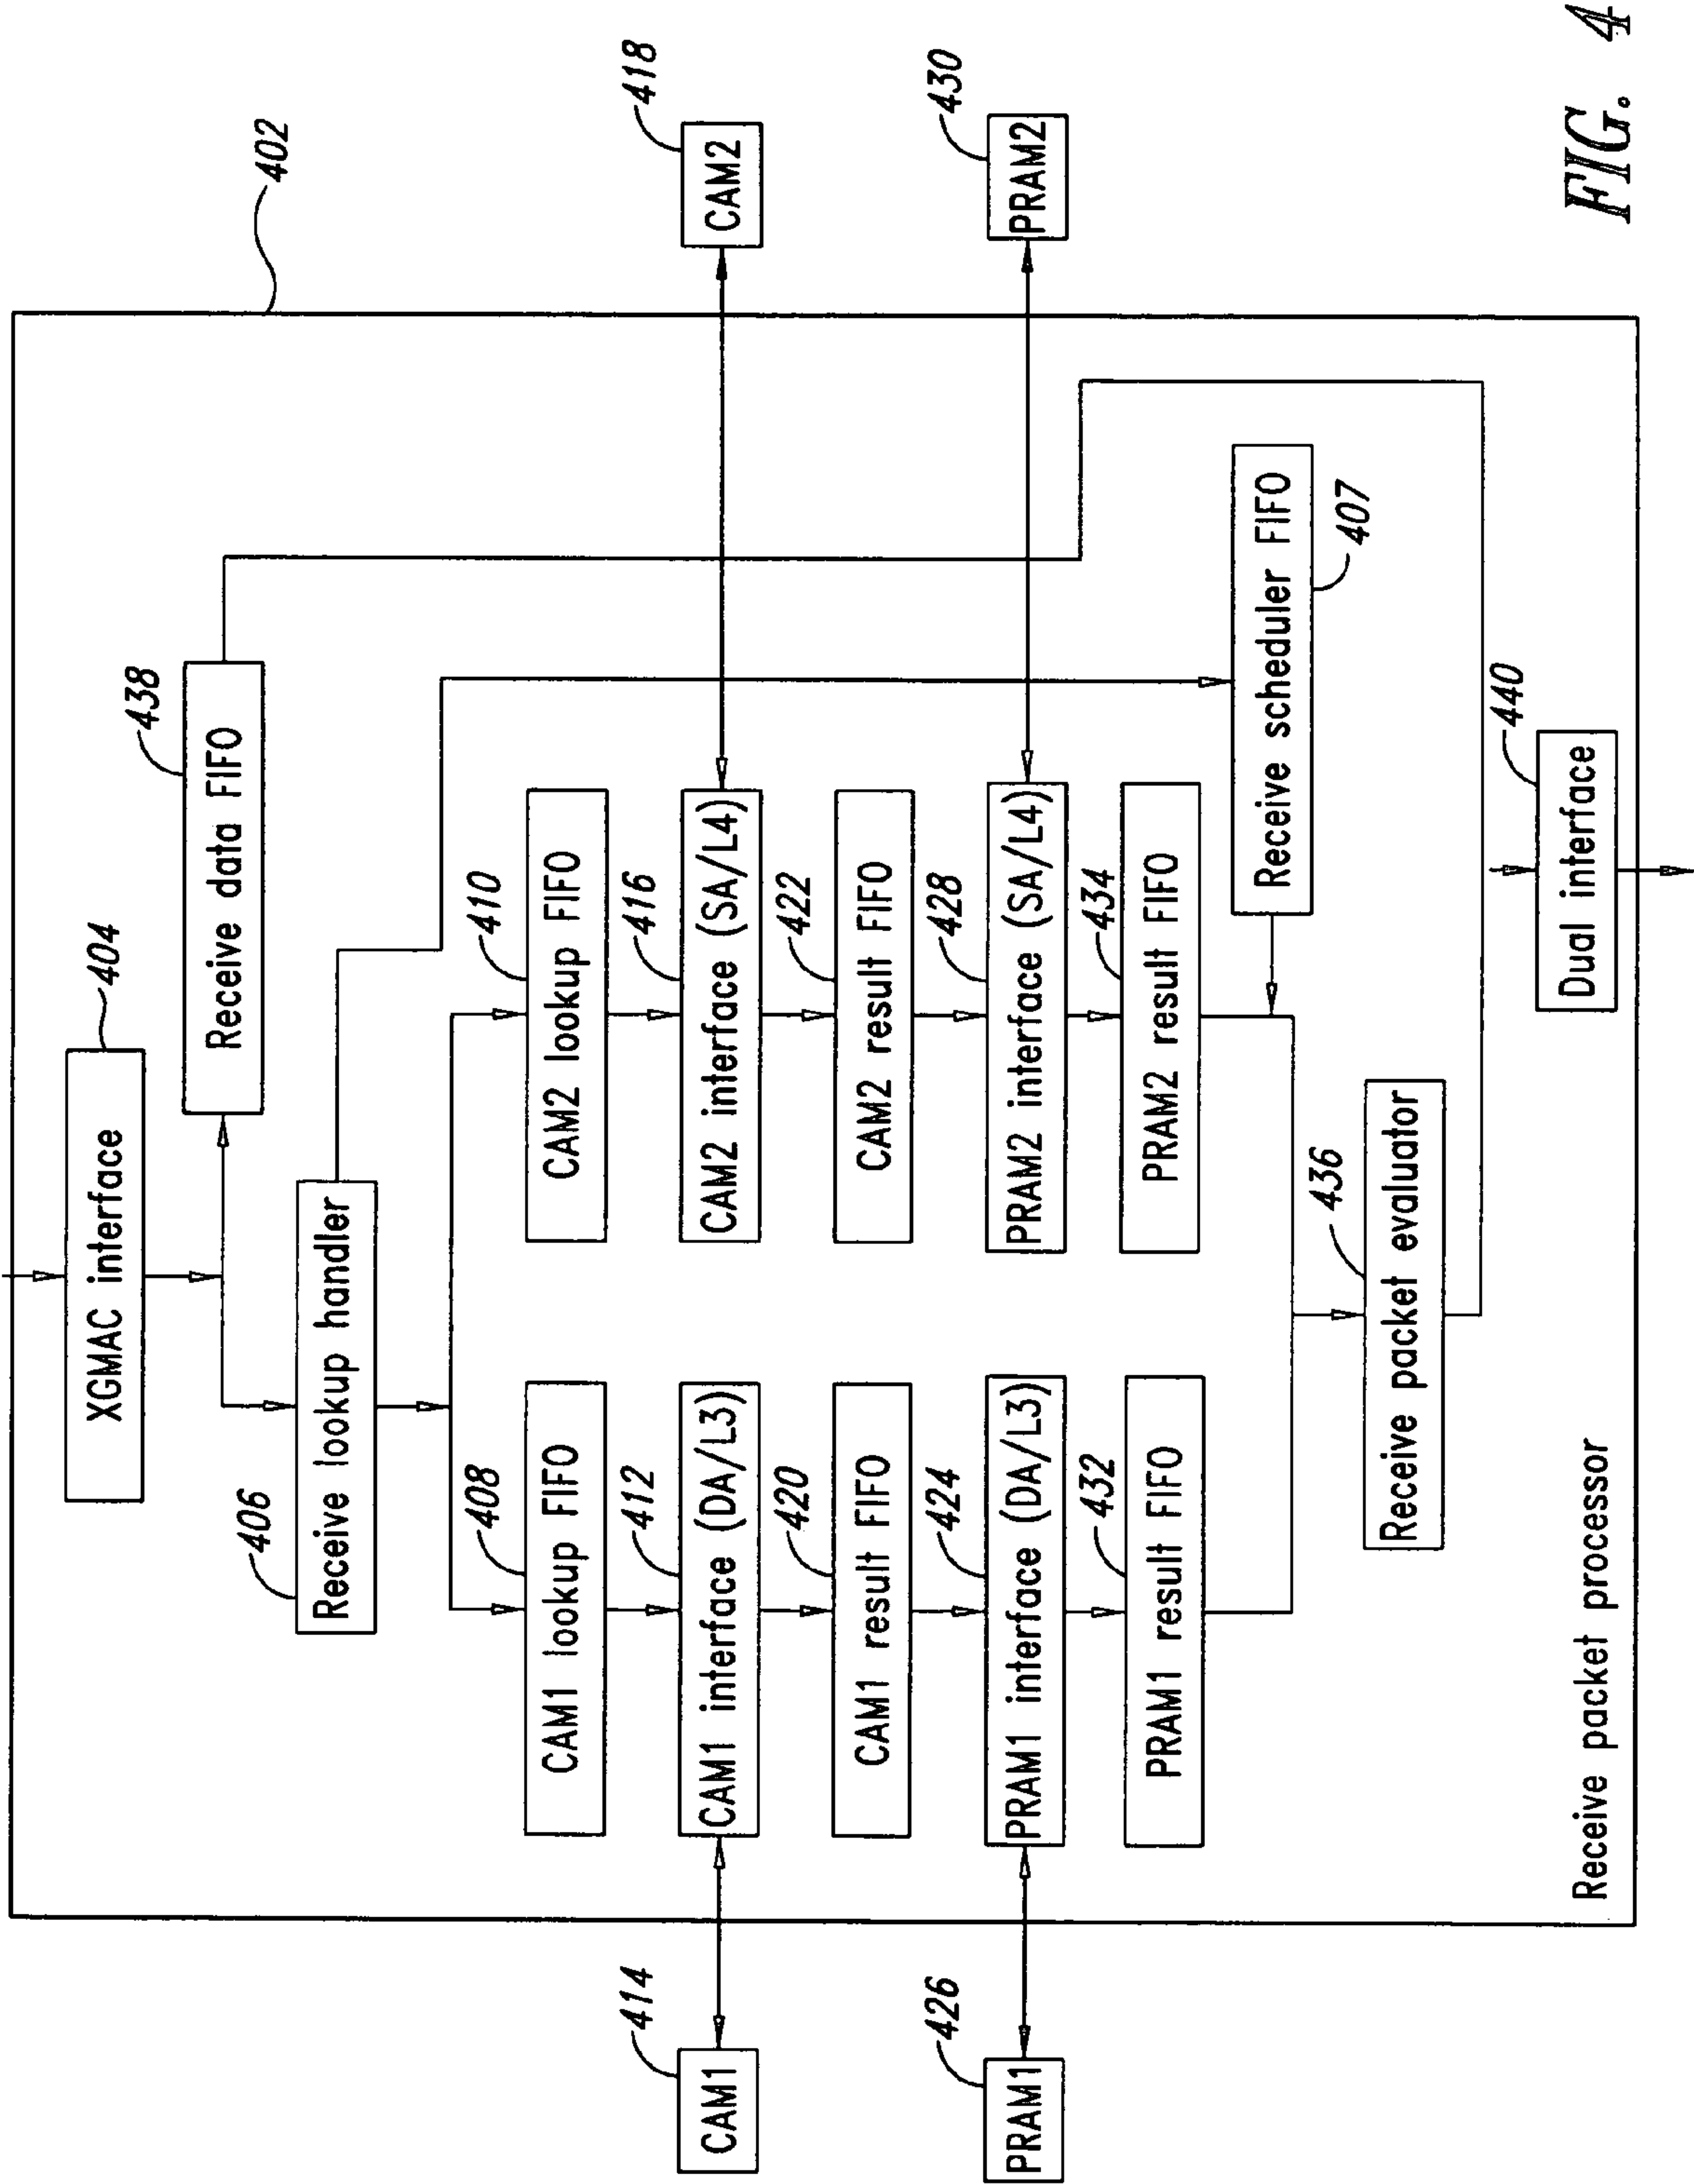 402
XGMAC interface
404
438
Receive data FIFO
406
Receive lookup handler
408
CAM1 lookup FIFO
410
CAM2 lookup FIFO
414
CAM1
412
CAM1 interface (DA/L3)
416
CAM2 interface (SA/L4)
418
CAM2
420
CAM1 result FIFO
422
CAM2 result FIFO
426
PRAM1
424
PRAM1 interface (DA/L3)
428
PRAM2 interface (SA/L4)
430
PRAM2
432
PRAM1 result FIFO
434
PRAM2 result FIFO
Receive scheduler FIFO
407
436
Receive packet evaluator
440
Dual interface
Receive packet processor
FIG. 4